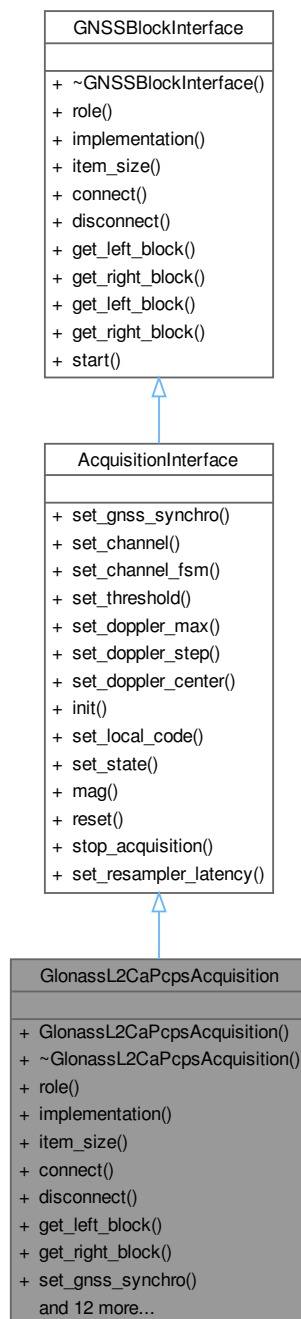 GNSSBlockInterface
+ ~GNSSBlockInterface()
+ role()
+ implementation()
+ item_size()
+ connect()
+ disconnect()
+ get_left_block()
+ get_right_block()
+ get_left_block()
+ get_right_block()
+ start()
AcquisitionInterface
+ set_gnss_synchro()
+ set_channel()
+ set_channel_fsm()
+ set_threshold()
+ set_doppler_max()
+ set_doppler_step()
+ set_doppler_center()
+ init()
+ set_local_code()
+ set_state()
+ mag()
+ reset()
+ stop_acquisition()
+ set_resampler_latency()
GlonassL2CaPcpsAcquisition
+ GlonassL2CaPcpsAcquisition()
+ ~GlonassL2CaPcpsAcquisition()
+ role()
+ implementation()
+ item_size()
+ connect()
+ disconnect()
+ get_left_block()
+ get_right_block()
+ set_gnss_synchro()
and 12 more...